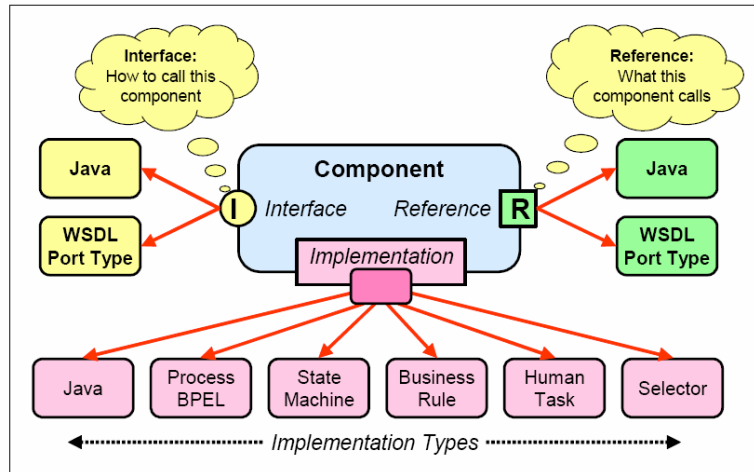 Interface:
How to call this
component
Reference:
What this
component calls
Component
Java
I
Interface
Reference
R
Java
WSDL
Port Type
WSDL
Port Type
Implementation
Java
Process
BPEL
State
Machine
Business
Rule
Human
Task
Selector
Implementation Types